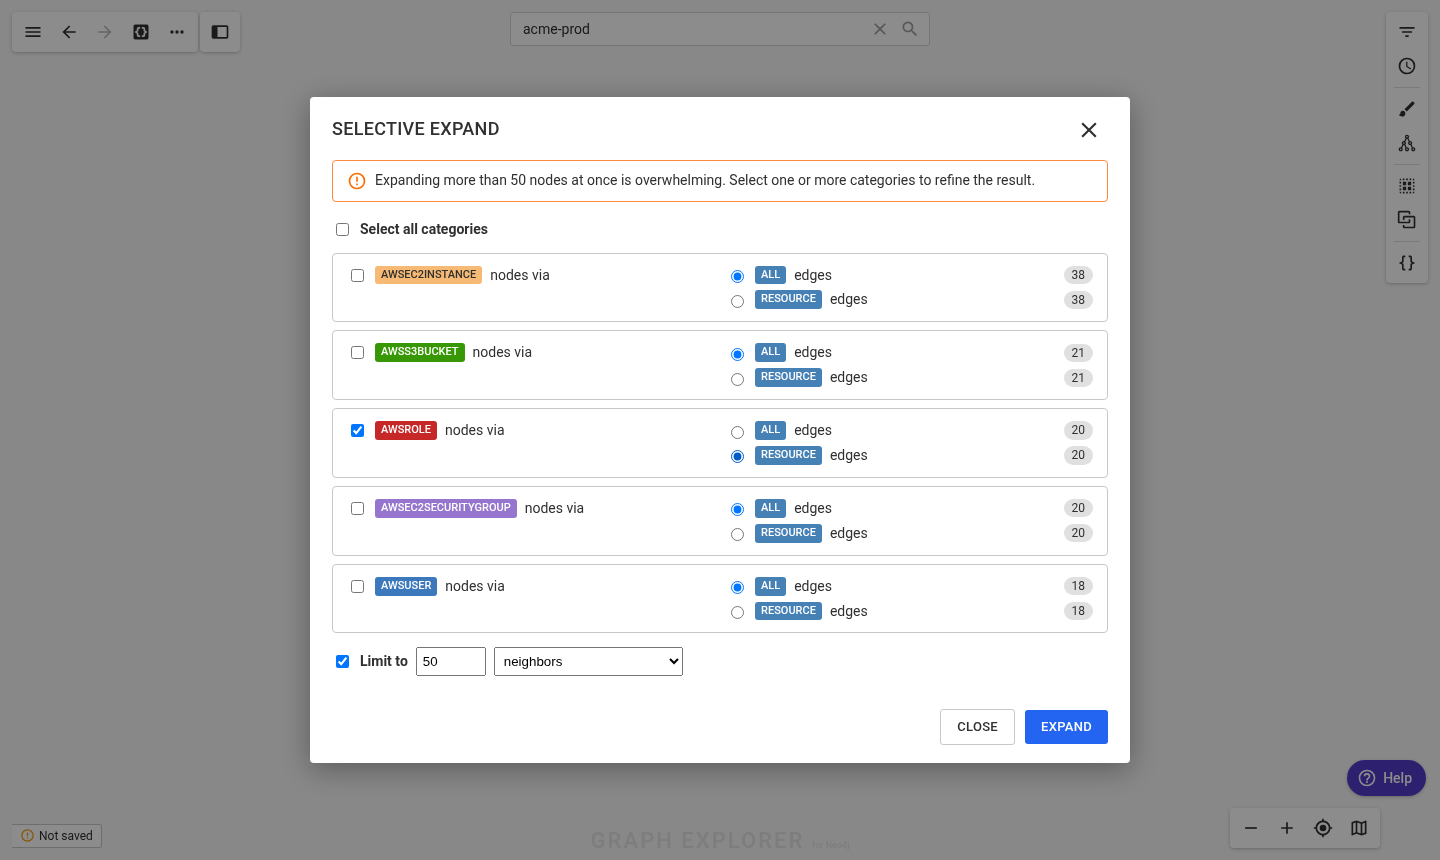 acme-prod
SELECTIVE EXPAND
Expanding more than 50 nodes at once is overwhelming. Select one or more categories to refine the result.
Select all categories
AWSEC2INSTANCE nodes via ALL edges 38
RESOURCE edges 38
AWSS3BUCKET nodes via ALL edges 21
RESOURCE edges 21
AWSROLE nodes via ALL edges 20
RESOURCE edges 20
AWSEC2SECURITYGROUP nodes via ALL edges 20
RESOURCE edges 20
AWSUSER nodes via ALL edges 18
RESOURCE edges 18
Limit to 50 neighbors
CLOSE EXPAND
Help
Not saved
GRAPH EXPLORER for Neo4j